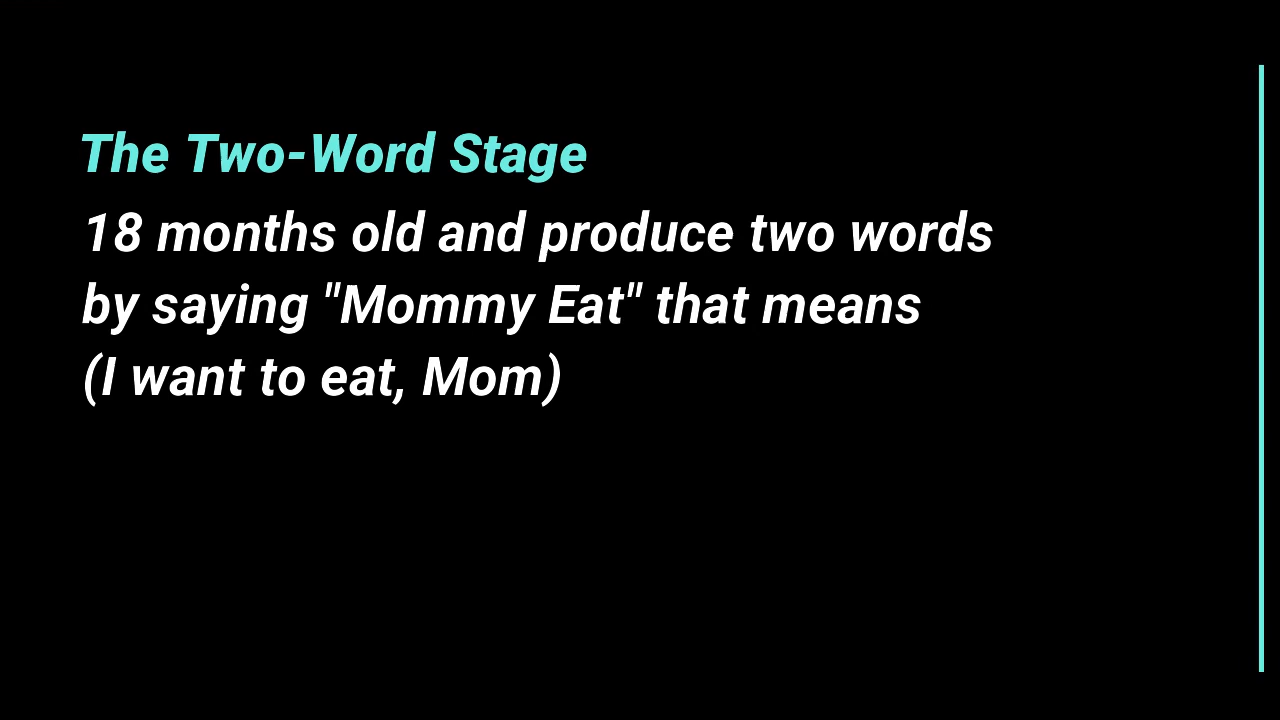 The Two-Word Stage
18 months old and produce two words
by saying "Mommy Eat" that means
(I want to eat, Mom)